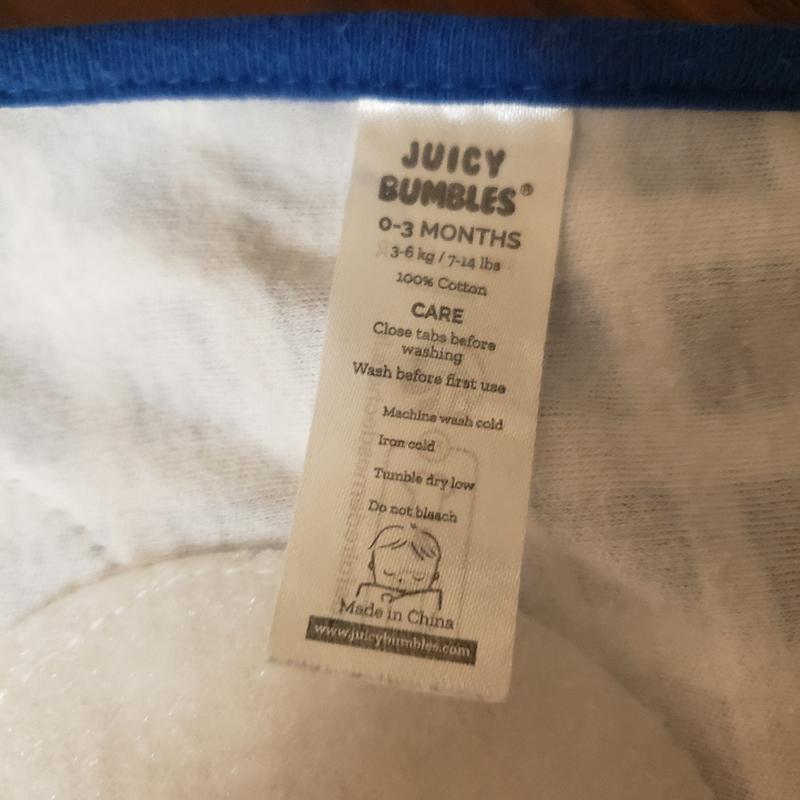 JUICY
BUMBLES®
0-3 MONTHS
3-6 kg / 7-14 lbs
100% Cotton
CARE
Close tabs before
washing
Wash before first use
Machine wash cold
Iron cold
Tumble dry low
Do not bleach
Made in China
www.juicybumbles.com